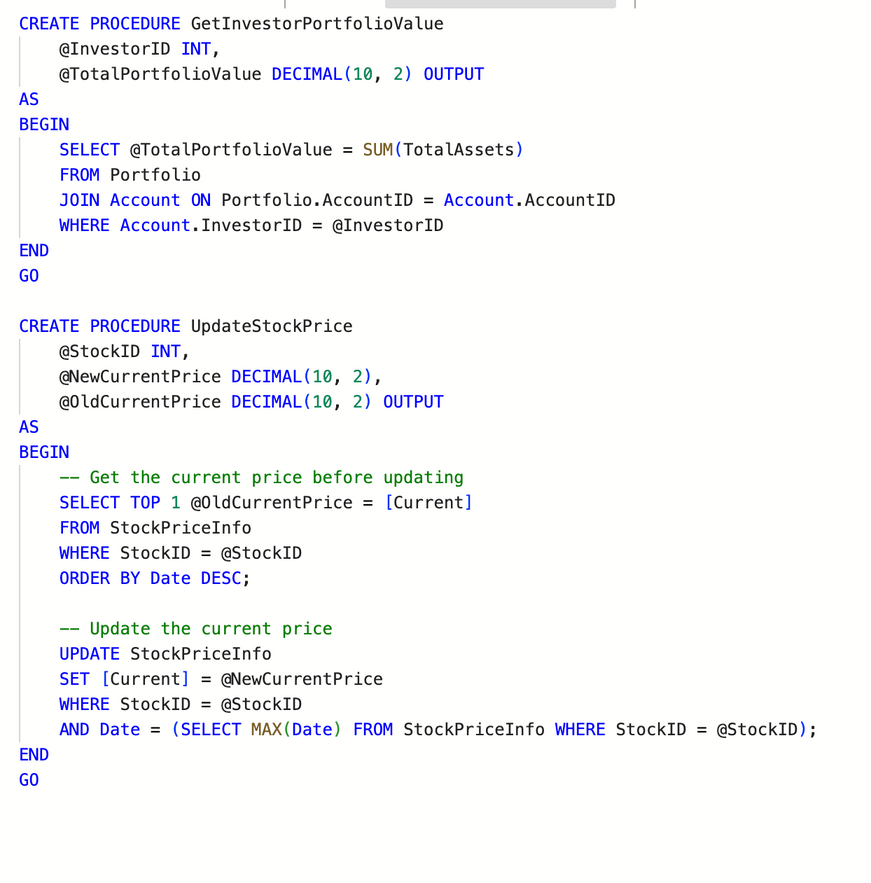 CREATE PROCEDURE GetInvestorPortfolioValue
    @InvestorID INT,
    @TotalPortfolioValue DECIMAL(10, 2) OUTPUT
AS
BEGIN
    SELECT @TotalPortfolioValue = SUM(TotalAssets)
    FROM Portfolio
    JOIN Account ON Portfolio.AccountID = Account.AccountID
    WHERE Account.InvestorID = @InvestorID
END
GO

CREATE PROCEDURE UpdateStockPrice
    @StockID INT,
    @NewCurrentPrice DECIMAL(10, 2),
    @OldCurrentPrice DECIMAL(10, 2) OUTPUT
AS
BEGIN
    -- Get the current price before updating
    SELECT TOP 1 @OldCurrentPrice = [Current]
    FROM StockPriceInfo
    WHERE StockID = @StockID
    ORDER BY Date DESC;

    -- Update the current price
    UPDATE StockPriceInfo
    SET [Current] = @NewCurrentPrice
    WHERE StockID = @StockID
    AND Date = (SELECT MAX(Date) FROM StockPriceInfo WHERE StockID = @StockID);
END
GO